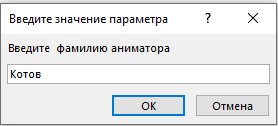 Введите значение параметра ? ×
Введите фамилию аниматора
Котов
ОК Отмена